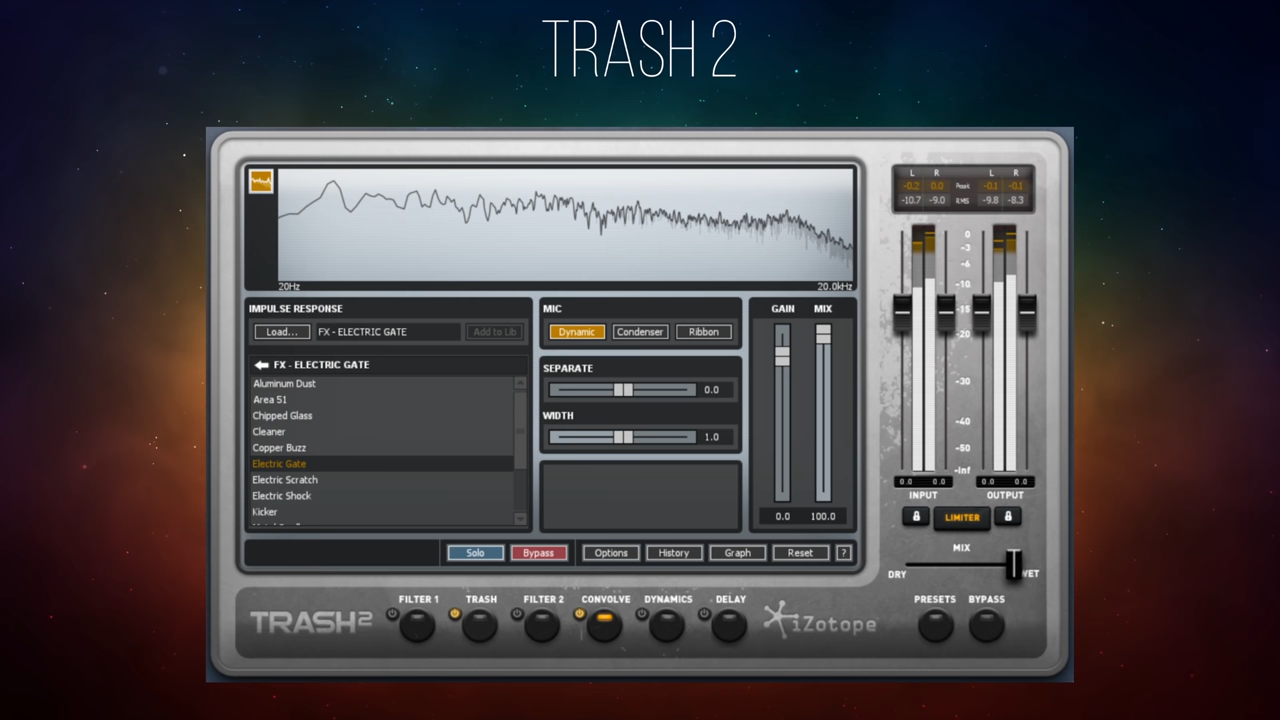 TRASH 2
L R L R
-0.2 0.0 Peak -0.1 -0.1
-10.7 -9.0 RMS -9.8 -8.3
20Hz 20.0kHz
0
-3
-6
-10
-15
-20
-30
-40
-50
-Inf
0.0 0.0 0.0 0.0
INPUT OUTPUT
LIMITER
MIX
DRY WET
IMPULSE RESPONSE
Load... FX - ELECTRIC GATE Add to Lib
FX - ELECTRIC GATE
Aluminum Dust
Area 51
Chipped Glass
Cleaner
Copper Buzz
Electric Gate
Electric Scratch
Electric Shock
Kicker
MIC
Dynamic Condenser Ribbon
SEPARATE
0.0
WIDTH
1.0
GAIN MIX
0.0 100.0
Solo Bypass Options History Graph Reset ?
TRASH2
FILTER 1 TRASH FILTER 2 CONVOLVE DYNAMICS DELAY
iZotope
PRESETS BYPASS